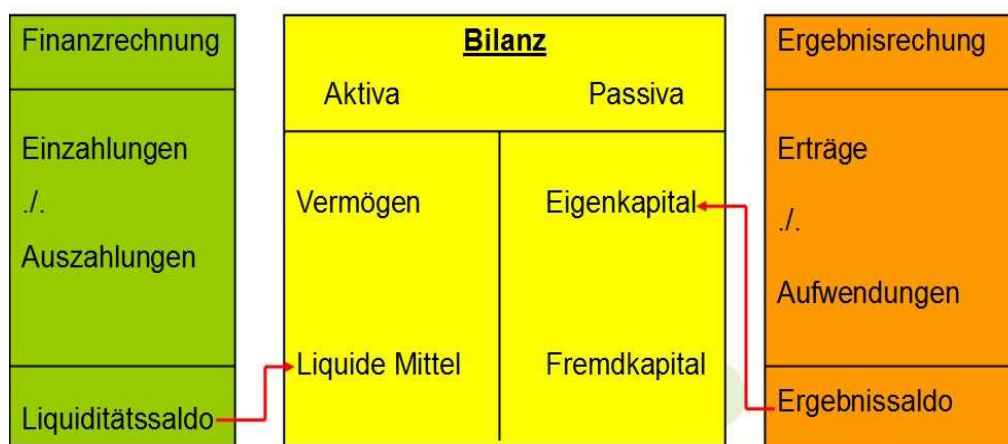 Finanzrechnung
Einzahlungen
./.
Auszahlungen
Liquiditätssaldo
Bilanz
Aktiva Passiva
Vermögen Eigenkapital
Liquide Mittel Fremdkapital
Ergebnisrechung
Erträge
./.
Aufwendungen
Ergebnissaldo